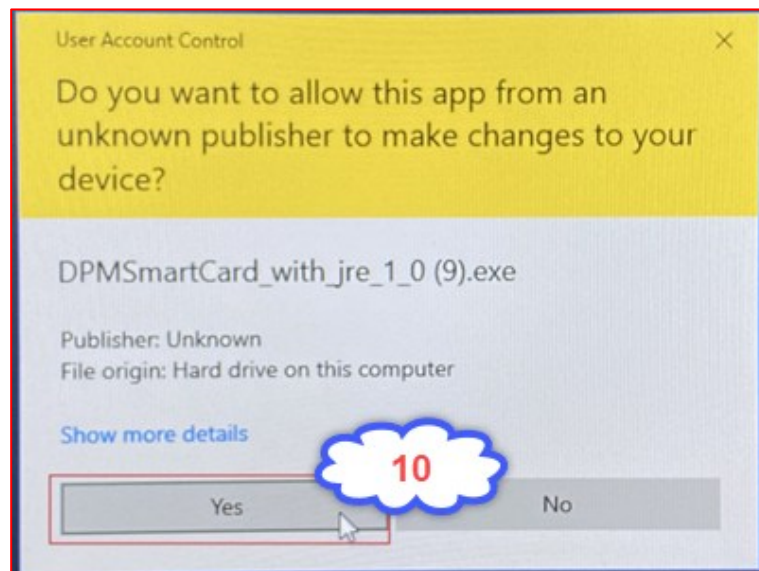 User Account Control
Do you want to allow this app from an
unknown publisher to make changes to your
device?
DPMSmartCard_with_jre_1_0 (9).exe
Publisher: Unknown
File origin: Hard drive on this computer
Show more details
10
Yes
No